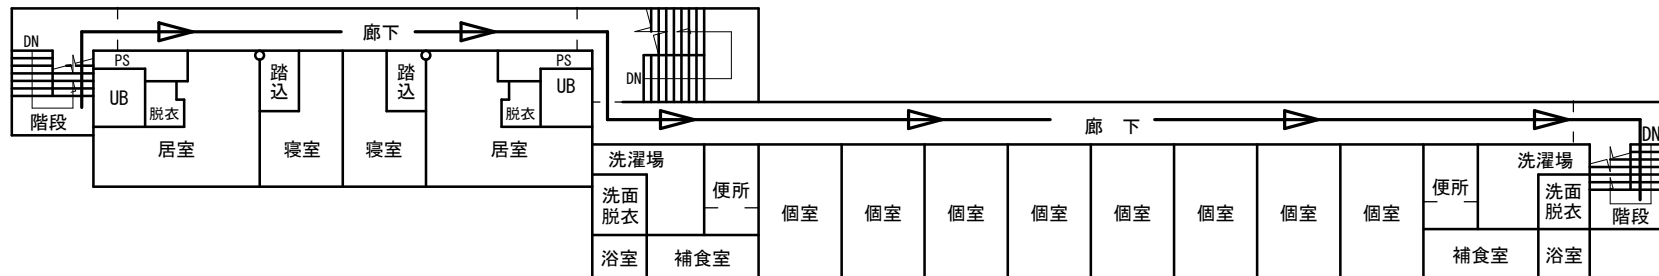 廊下
DN
PS
UB
脱衣
階段
居室
踏込
寝室
踏込
寝室
PS
UB
脱衣
居室
DN
廊 下
DN
洗濯場
洗面
脱衣
便所
浴室
補食室
個室
個室
個室
個室
個室
個室
個室
個室
便所
洗濯場
洗面
脱衣
階段
補食室
浴室